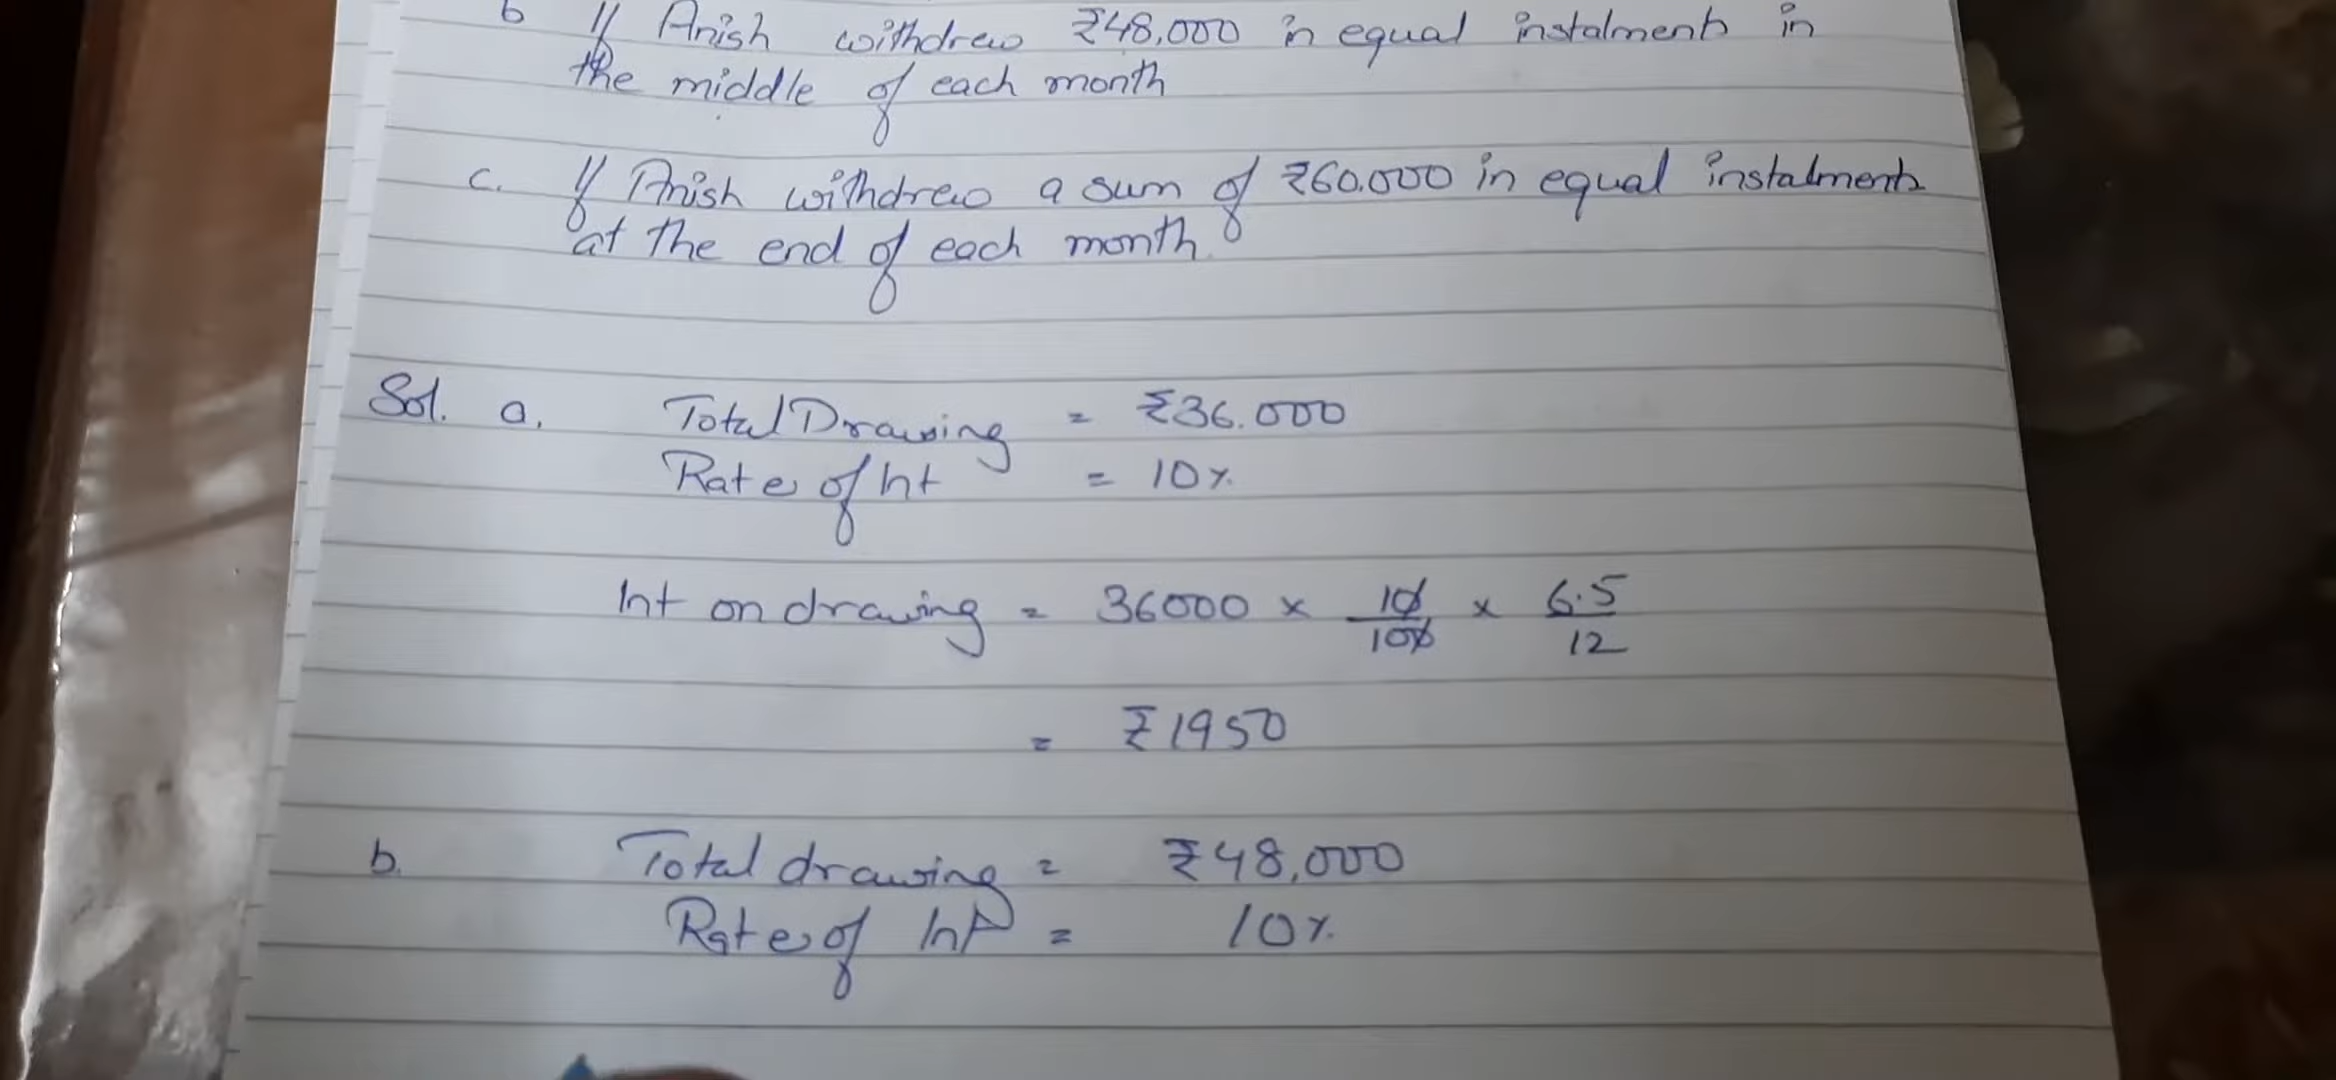 b If Anish withdrew ₹48,000 in equal instalments in
the middle of each month
c. If Anish withdrew a sum of ₹60,000 in equal instalments
at the end of each month.
Sol. a. Total Drawing = ₹36,000
Rate of Int = 10%
Int on drawing = 36000 × 10/100 × 6.5/12
= ₹1950
b. Total drawing = ₹48,000
Rate of Int = 10%